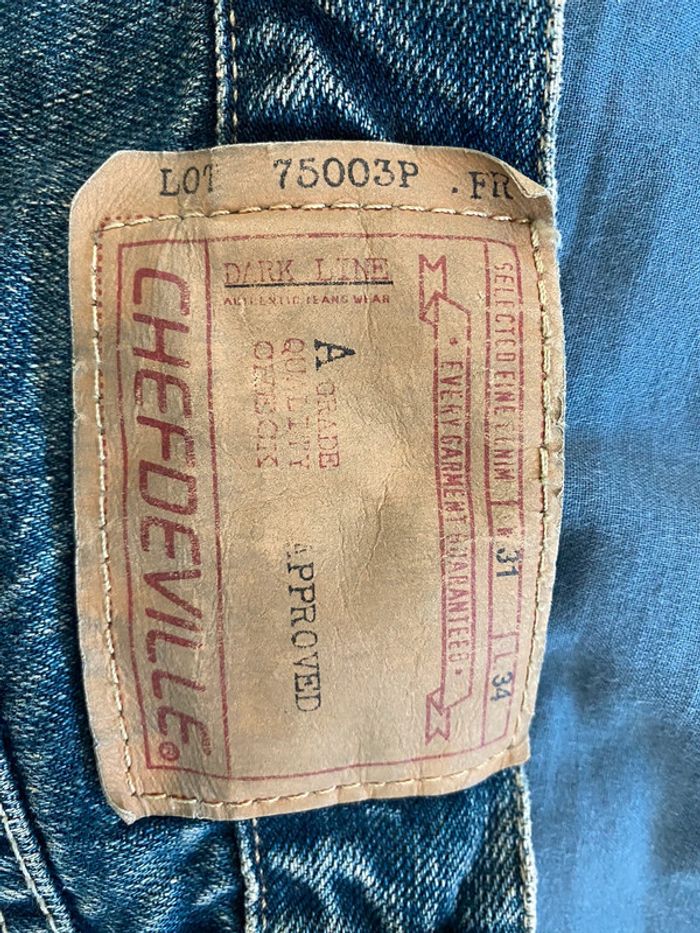 LOT 75003P .FR
CHEFDEVILLE®
DARK LINE
AUTHENTIC JEANS WEAR
A GRADE
QUALITY
CHECK
APPROVED
• EVERY GARMENT GUARANTEED •
SELECTED FINE DENIM W 31 L 34